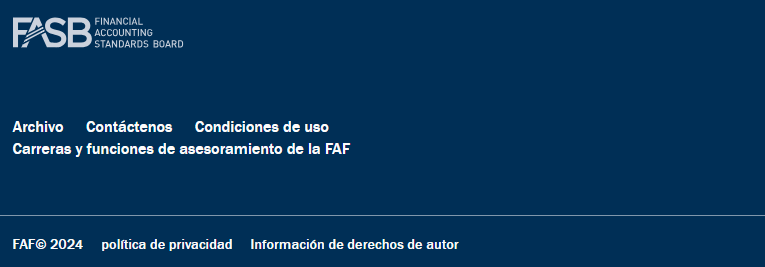 FASB FINANCIAL
ACCOUNTING
STANDARDS BOARD
Archivo Contáctenos Condiciones de uso
Carreras y funciones de asesoramiento de la FAF
FAF© 2024 política de privacidad Información de derechos de autor